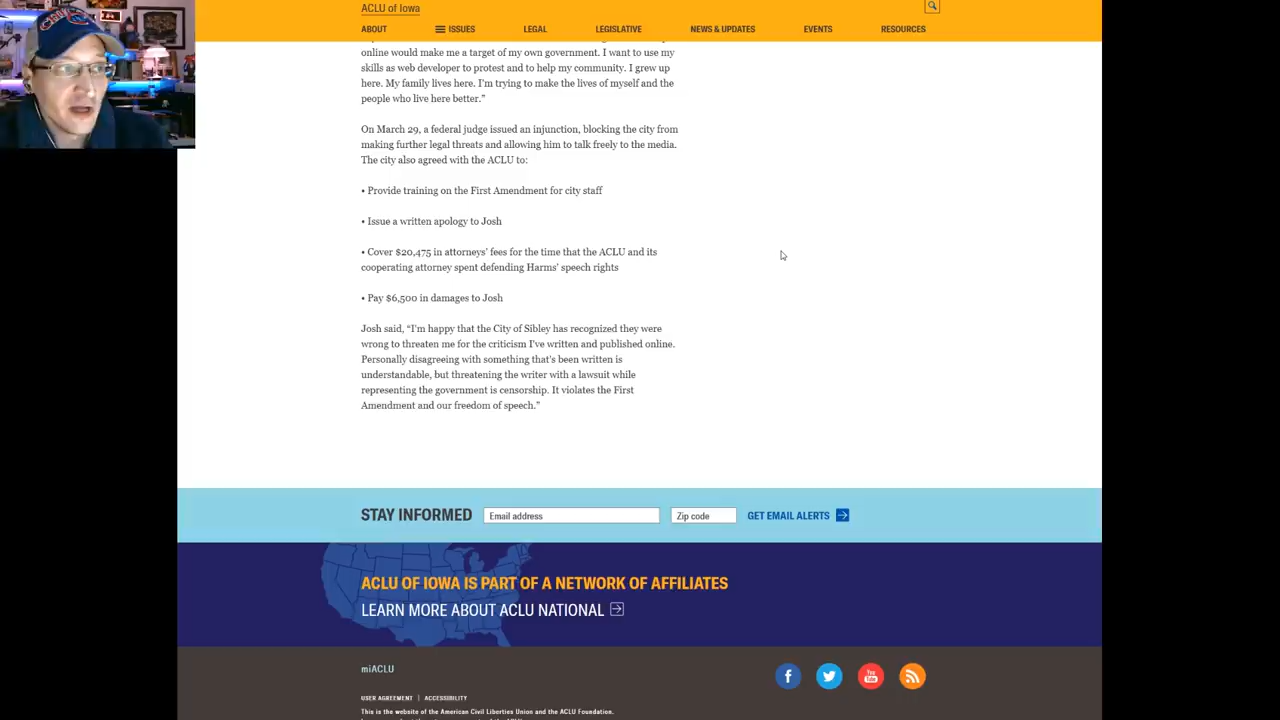 ACLU of Iowa
ABOUT
ISSUES
LEGAL
LEGISLATIVE
NEWS & UPDATES
EVENTS
RESOURCES
online would make me a target of my own government. I want to use my
skills as web developer to protest and to help my community. I grew up
here. My family lives here. I'm trying to make the lives of myself and the
people who live here better."
On March 29, a federal judge issued an injunction, blocking the city from
making further legal threats and allowing him to talk freely to the media.
The city also agreed with the ACLU to:
• Provide training on the First Amendment for city staff
• Issue a written apology to Josh
• Cover $20,475 in attorneys' fees for the time that the ACLU and its
cooperating attorney spent defending Harms' speech rights
• Pay $6,500 in damages to Josh
Josh said, "I'm happy that the City of Sibley has recognized they were
wrong to threaten me for the criticism I've written and published online.
Personally disagreeing with something that's been written is
understandable, but threatening the writer with a lawsuit while
representing the government is censorship. It violates the First
Amendment and our freedom of speech."
STAY INFORMED
Email address
Zip code
GET EMAIL ALERTS
ACLU OF IOWA IS PART OF A NETWORK OF AFFILIATES
LEARN MORE ABOUT ACLU NATIONAL
miACLU
USER AGREEMENT | ACCESSIBILITY
This is the website of the American Civil Liberties Union and the ACLU Foundation.